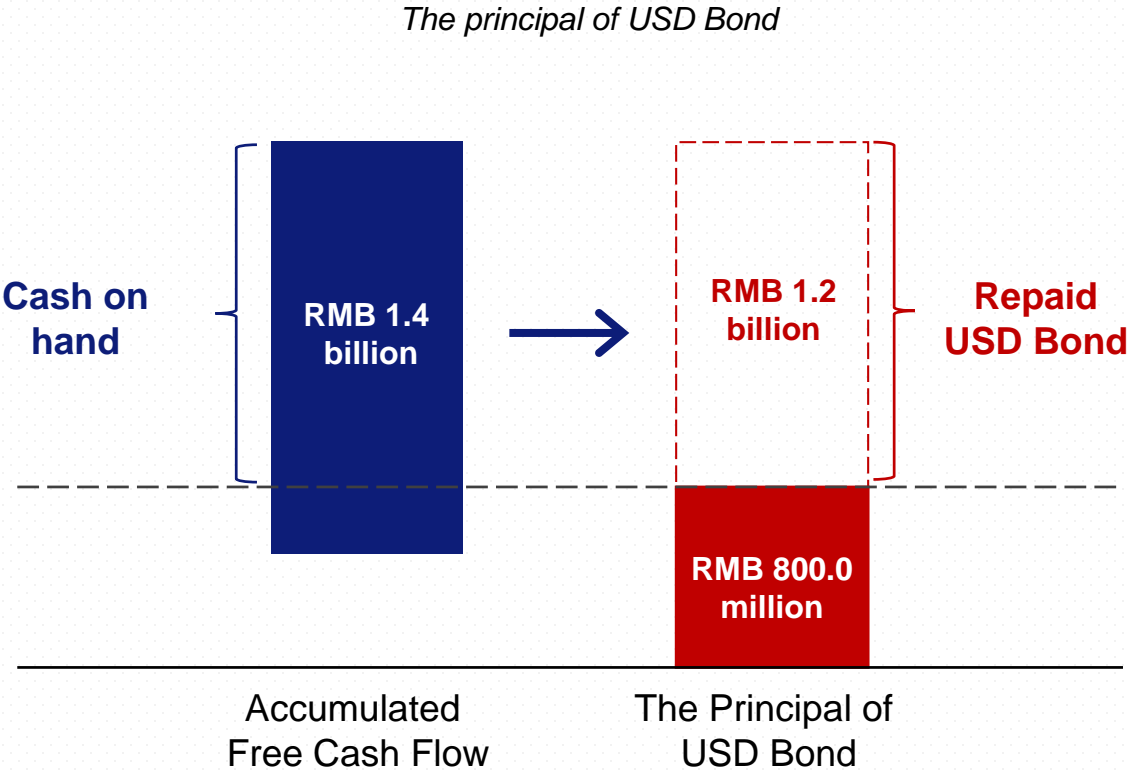 The principal of USD Bond
Cash on
hand
RMB 1.4
billion
RMB 1.2
billion
Repaid
USD Bond
RMB 800.0
million
Accumulated
Free Cash Flow
The Principal of
USD Bond